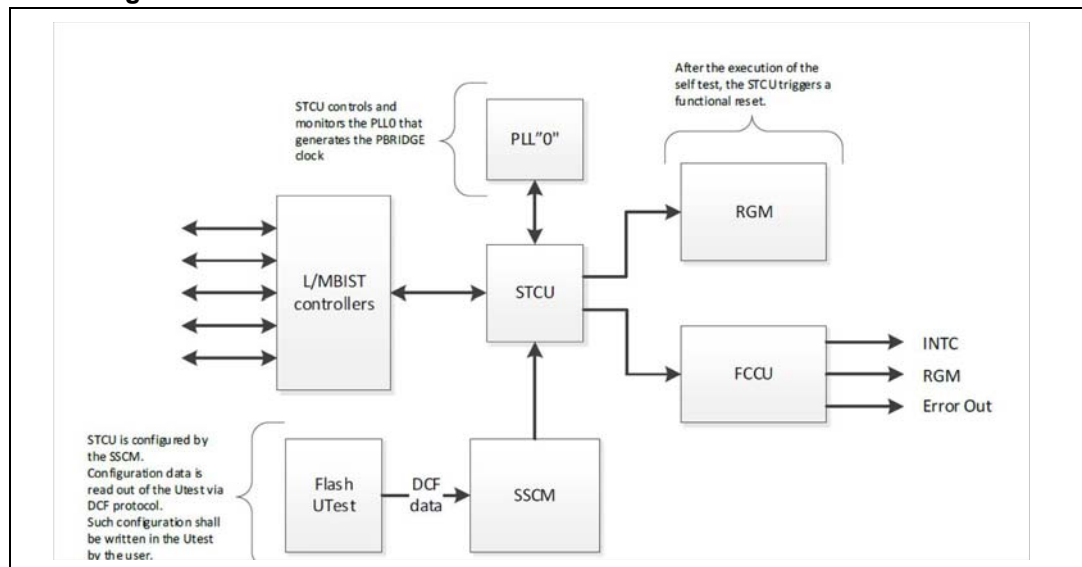 After the execution of the
self test, the STCU triggers a
functional reset.
STCU controls and
monitors the PLL0 that
generates the PBRIDGE
clock
PLL"0"
RGM
L/MBIST
controllers
STCU
FCCU
INTC
RGM
Error Out
STCU is configured by
the SSCM.
Configuration data is
read out of the Utest via
DCF protocol.
Such configuration shall
be written in the Utest
by the user.
Flash
UTest
DCF
data
SSCM